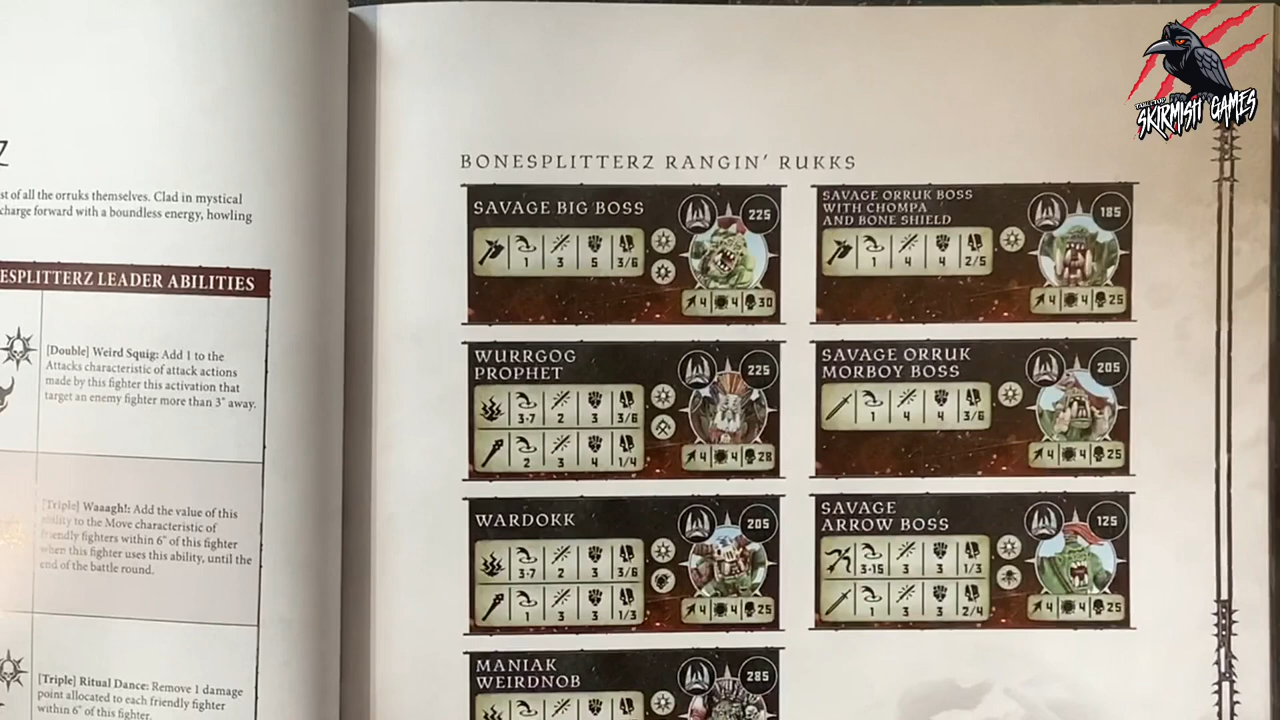 TABLETOP
SKIRMISH GAMES
Z
st of all the orruks themselves. Clad in mystical
charge forward with a boundless energy, howling
ESPLITTERZ LEADER ABILITIES
[Double] Weird Squig: Add 1 to the
Attacks characteristic of attack actions
made by this fighter this activation that
target an enemy fighter more than 3" away.
[Triple] Waaagh!: Add the value of this
ability to the Move characteristic of
friendly fighters within 6" of this fighter
when this fighter uses this ability, until the
end of the battle round.
[Triple] Ritual Dance: Remove 1 damage
point allocated to each friendly fighter
within 6" of this fighter.
BONESPLITTERZ RANGIN' RUKKS
SAVAGE BIG BOSS
225
1 3 5 3/6
4 4 30
SAVAGE ORRUK BOSS
WITH CHOMPA
AND BONE SHIELD
185
1 4 4 2/5
4 4 25
WURRGOG
PROPHET
225
3-7 2 3 3/6
2 3 4 1/4
4 4 28
SAVAGE ORRUK
MORBOY BOSS
205
1 4 4 3/6
4 4 25
WARDOKK
205
3-7 2 3 3/6
1 3 3 1/3
4 4 25
SAVAGE
ARROW BOSS
125
3-15 3 3 1/3
1 3 3 2/4
4 4 25
MANIAK
WEIRDNOB
285